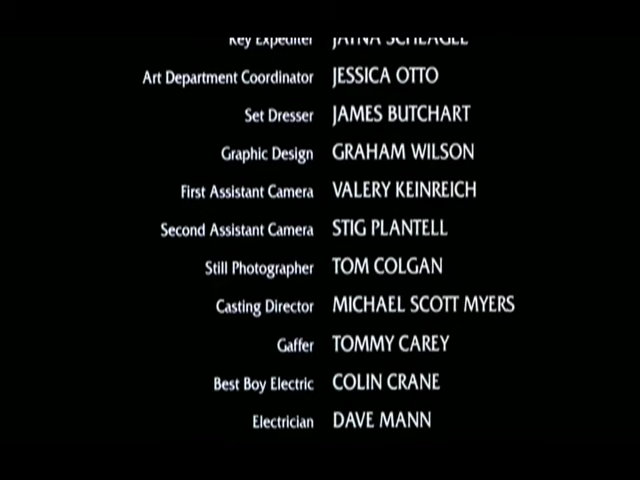 Key Expediter
Art Department Coordinator JESSICA OTTO
Set Dresser JAMES BUTCHART
Graphic Design GRAHAM WILSON
First Assistant Camera VALERY KEINREICH
Second Assistant Camera STIG PLANTELL
Still Photographer TOM COLGAN
Casting Director MICHAEL SCOTT MYERS
Gaffer TOMMY CAREY
Best Boy Electric COLIN CRANE
Electrician DAVE MANN